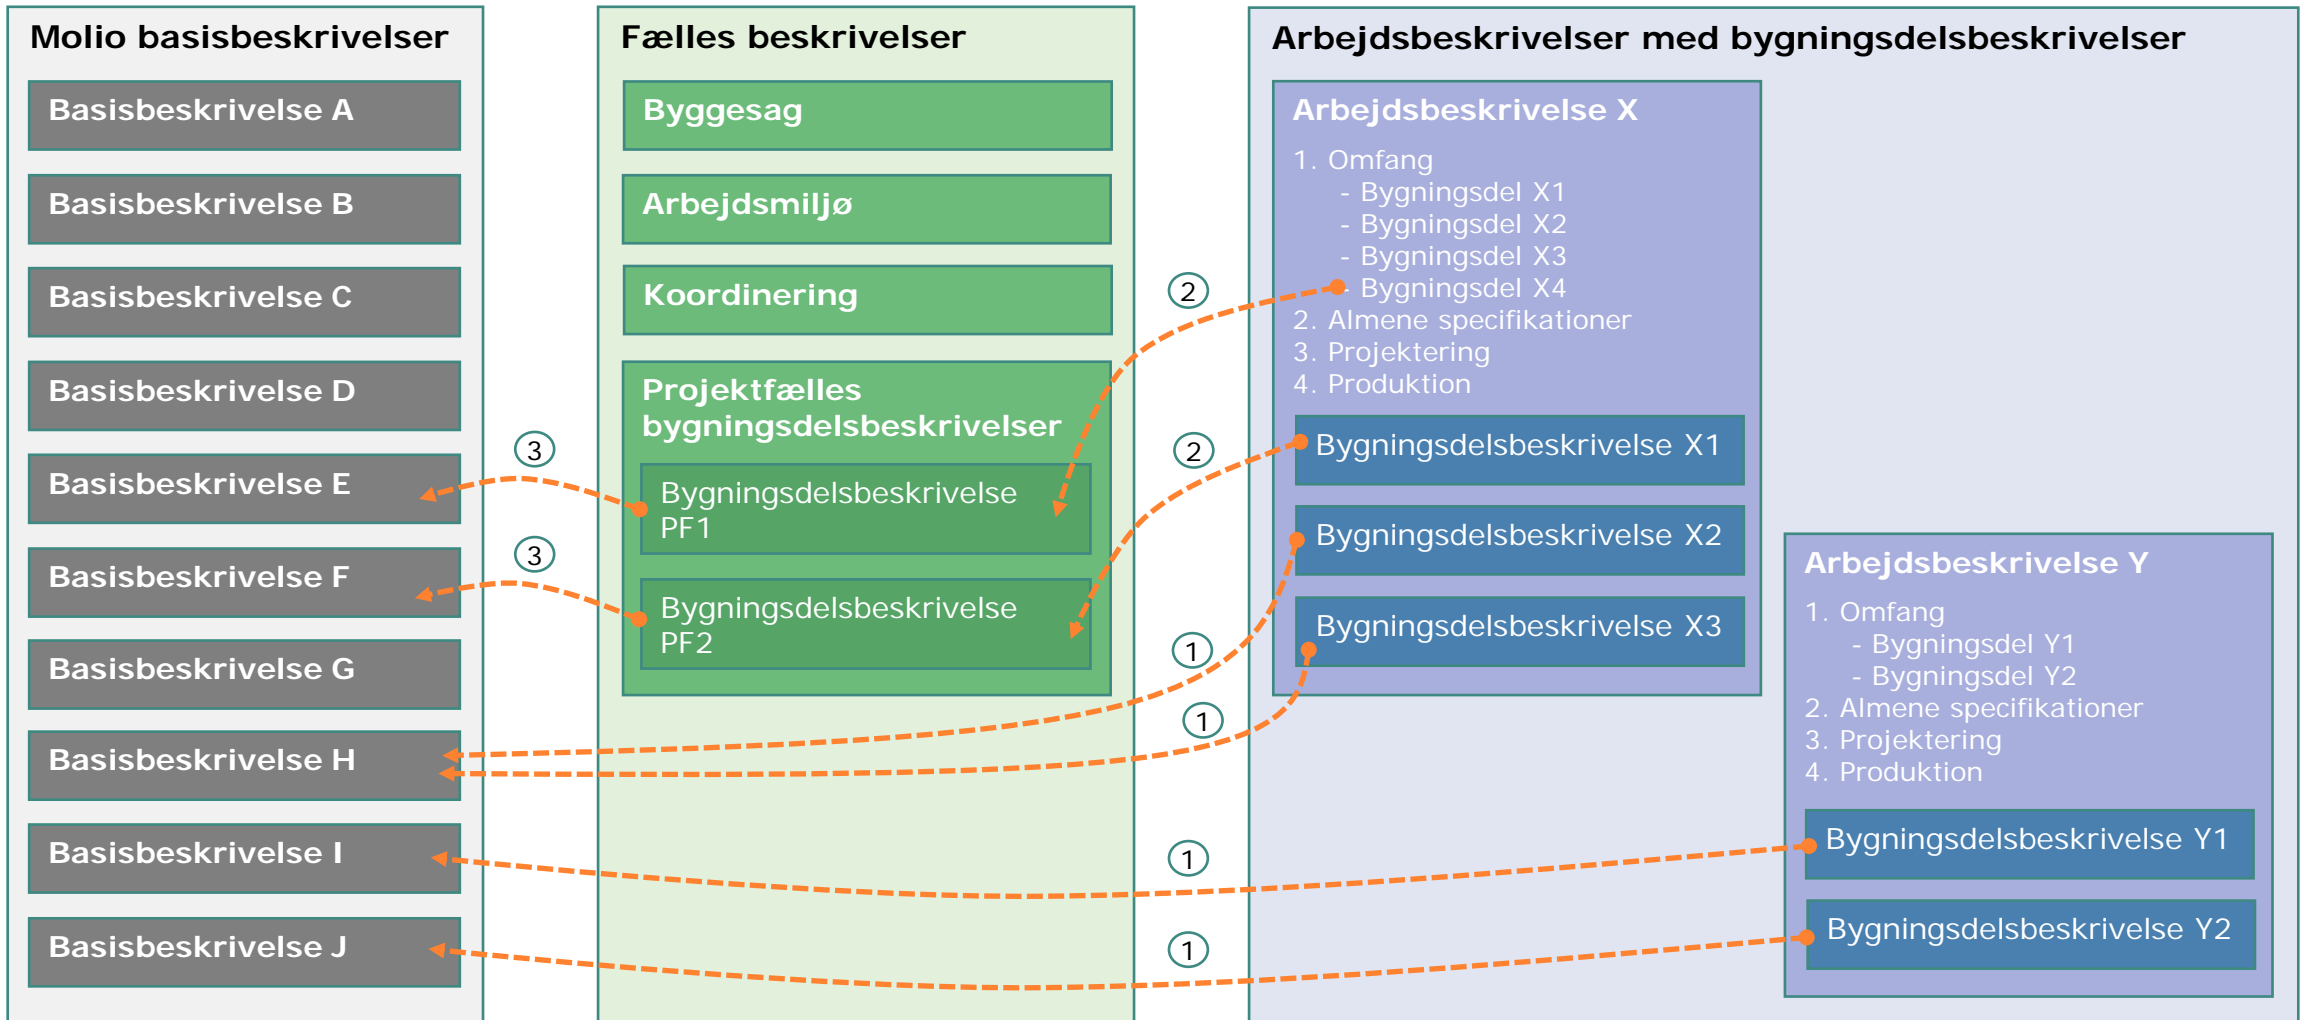 Molio basisbeskrivelser
Basisbeskrivelse A
Basisbeskrivelse B
Basisbeskrivelse C
Basisbeskrivelse D
Basisbeskrivelse E
Basisbeskrivelse F
Basisbeskrivelse G
Basisbeskrivelse H
Basisbeskrivelse I
Basisbeskrivelse J
3
3
Fælles beskrivelser
Byggesag
Arbejdsmiljø
Koordinering
Projektfælles
bygningsdelsbeskrivelser
Bygningsdelsbeskrivelse
PF1
Bygningsdelsbeskrivelse
PF2
2
2
1
1
1
1
Arbejdsbeskrivelser med bygningsdelsbeskrivelser
Arbejdsbeskrivelse X
1. Omfang
- Bygningsdel X1
- Bygningsdel X2
- Bygningsdel X3
- Bygningsdel X4
2. Almene specifikationer
3. Projektering
4. Produktion
Bygningsdelsbeskrivelse X1
Bygningsdelsbeskrivelse X2
Bygningsdelsbeskrivelse X3
Arbejdsbeskrivelse Y
1. Omfang
- Bygningsdel Y1
- Bygningsdel Y2
2. Almene specifikationer
3. Projektering
4. Produktion
Bygningsdelsbeskrivelse Y1
Bygningsdelsbeskrivelse Y2